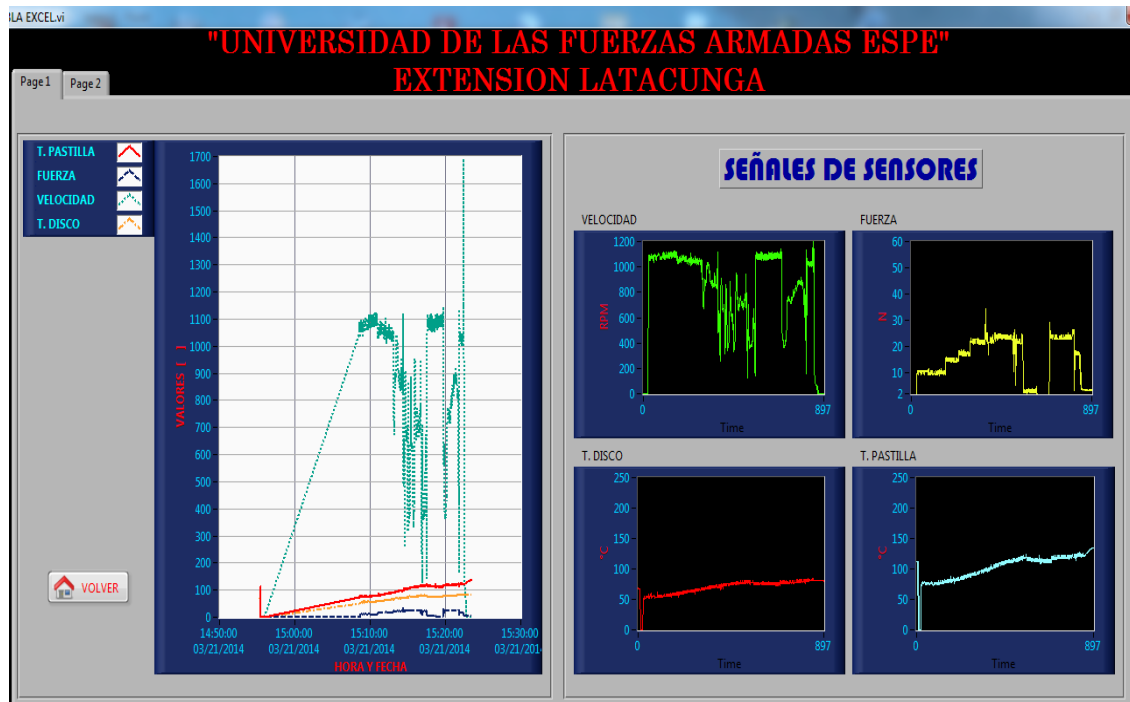 BLA EXCEL.vi
"UNIVERSIDAD DE LAS FUERZAS ARMADAS ESPE"
EXTENSION LATACUNGA
Page 1
Page 2
T. PASTILLA
FUERZA
VELOCIDAD
T. DISCO
1700
1600
1500
1400
1300
1200
1100
1000
900
800
700
600
500
400
300
200
100
0
VALORES [ ]
14:50:00 15:00:00 15:10:00 15:20:00 15:30:00
03/21/2014 03/21/2014 03/21/2014 03/21/2014 03/21/2014
HORA Y FECHA
VOLVER
SEÑALES DE SENSORES
VELOCIDAD
1200
1000
800
600
400
200
0
RPM
0 897
Time
FUERZA
60
50
40
30
20
10
2
N
0 897
Time
T. DISCO
250
200
150
100
50
0
°C
0 897
Time
T. PASTILLA
250
200
150
100
50
0
°C
0 897
Time